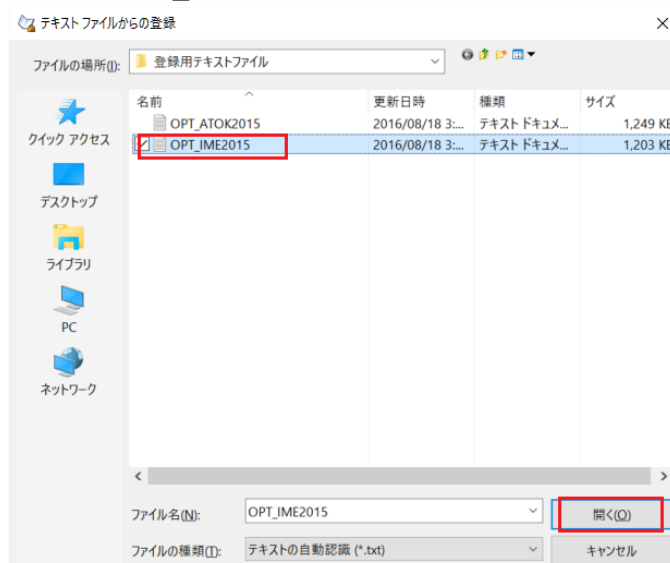 テキスト ファイルからの登録
ファイルの場所(I):
登録用テキストファイル
名前 更新日時 種類 サイズ
OPT_ATOK2015 2016/08/18 3:... テキスト ドキュメ... 1,249 KB
OPT_IME2015 2016/08/18 3:... テキスト ドキュメ... 1,203 KB
クイック アクセス
デスクトップ
ライブラリ
PC
ネットワーク
ファイル名(N): OPT_IME2015 開く(O)
ファイルの種類(T): テキストの自動認識 (*.txt) キャンセル